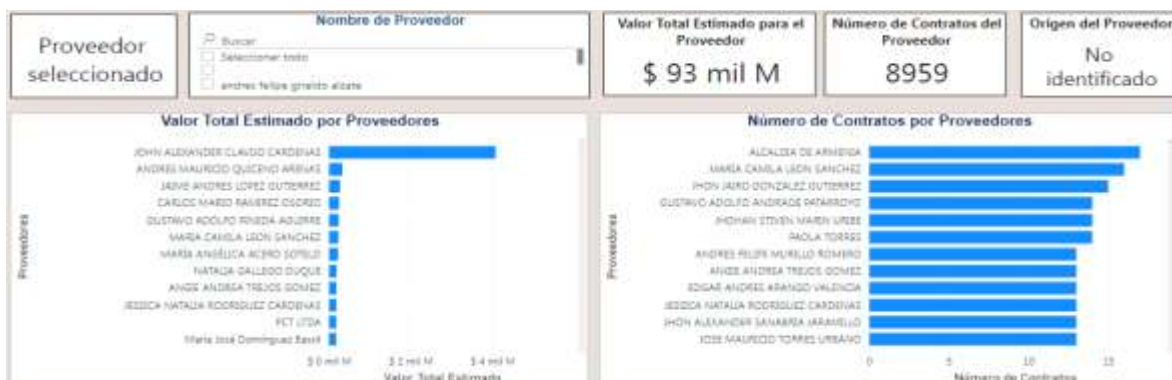 Proveedor
seleccionado
Nombre de Proveedor
Buscar
Seleccionar todo
andres felipe giraldo alzate
Valor Total Estimado para el
Proveedor
$ 93 mil M
Número de Contratos del
Proveedor
8959
Origen del Proveedor
No
identificado
Valor Total Estimado por Proveedores
Proveedores
JOHN ALEXANDER CLAVIJO CARDENAS
ANDRES MAURICIO QUICENO ARENAS
JAIME ANDRES LOPEZ GUTIERREZ
CARLOS MARIO RAMIREZ OSORIO
GUSTAVO ADOLFO PINEDA AGUIRRE
MARIA CAMILA LEON SANCHEZ
MARIA ANGÉLICA ACERO SOTELO
NATALIA GALLEGO DUQUE
ANGIE ANDREA TREJOS GOMEZ
JESSICA NATALIA RODRIGUEZ CARDENAS
PCT LTDA
María José Domínguez
$ 0 mil M
$ 2 mil M
$ 4 mil M
Valor Total Estimado
Número de Contratos por Proveedores
Proveedores
ALCALDIA DE ARMENIA
MARIA CAMILA LEON SANCHEZ
JHON JAIRO GONZALEZ GUTIERREZ
GUSTAVO ADOLFO ANDRADE PATARROYO
JHOHAN STIVEN MARIN URIBE
PAOLA TORRES
ANDRES FELIPE MURILLO ROMERO
ANGIE ANDREA TREJOS GOMEZ
EDGAR ANDRES ARANGO VALENCIA
JESSICA NATALIA RODRIGUEZ CARDENAS
JHON ALEXANDER SANABRIA JARAMILLO
JOSE MAURICIO TORRES URBANO
0
5
10
15
Número de Contratos